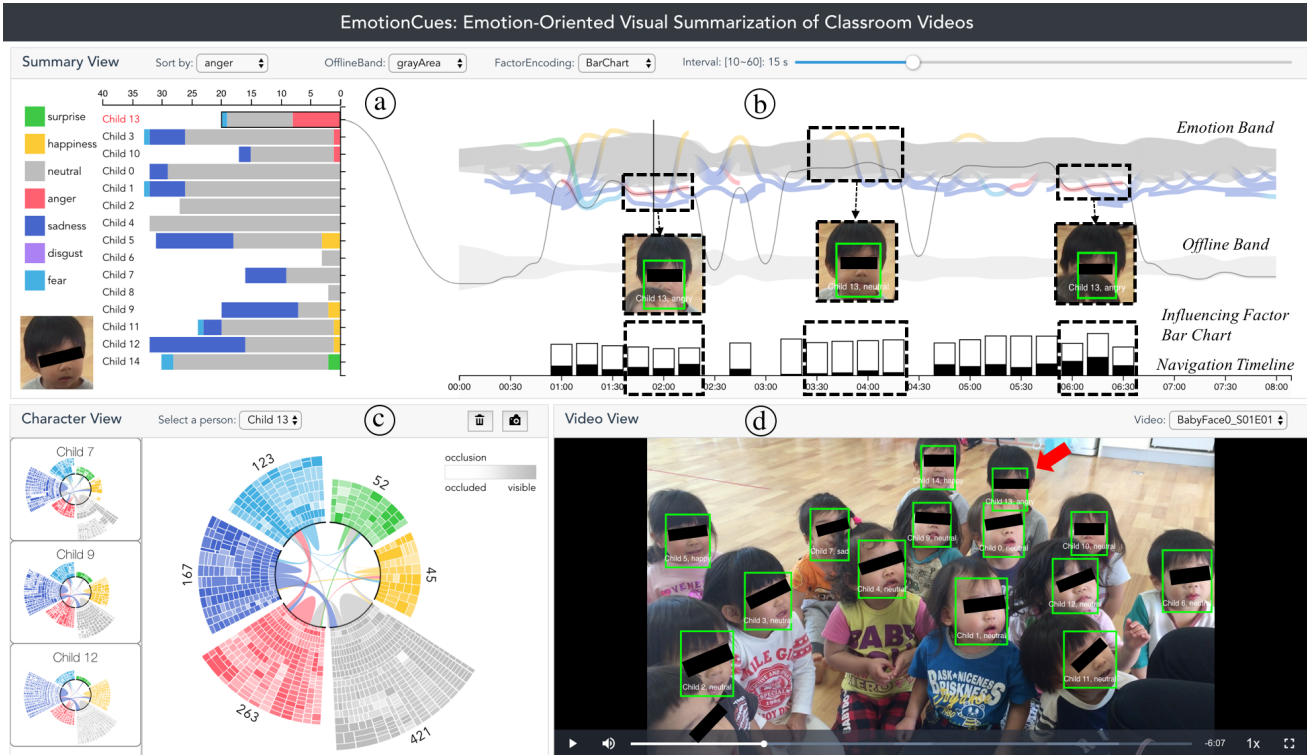 EmotionCues: Emotion-Oriented Visual Summarization of Classroom Videos
Summary View
Sort by: anger
OfflineBand: grayArea
FactorEncoding: BarChart
Interval: [10~60]: 15 s
40 35 30 25 20 15 10 5 0
surprise
happiness
neutral
anger
sadness
disgust
fear
Child 13
Child 3
Child 10
Child 0
Child 1
Child 2
Child 4
Child 5
Child 6
Child 7
Child 8
Child 9
Child 11
Child 12
Child 14
a
b
Emotion Band
Offline Band
Child 13, angry
Child 13, neutral
Child 13, angry
Influencing Factor
Bar Chart
Navigation Timeline
00:00 00:30 01:00 01:30 02:00 02:30 03:00 03:30 04:00 04:30 05:00 05:30 06:00 06:30 07:00 07:30 08:00
Character View
Select a person: Child 13
c
Child 7
Child 9
Child 12
occlusion
occluded visible
123
52
45
421
263
167
Video View
d
Video: BabyFace0_S01E01
Child 14, happy
Child 13, angry
Child 5, happy
Child 7, sad
Child 9, neutral
Child 0, neutral
Child 10, neutral
Child 4, neutral
Child 3, neutral
Child 12, neutral
Child 6, neutral
Child 1, neutral
Child 2, neutral
Child 11, neutral
BABY
BASK★NICENES
BRISKNESS
-6:07
1x